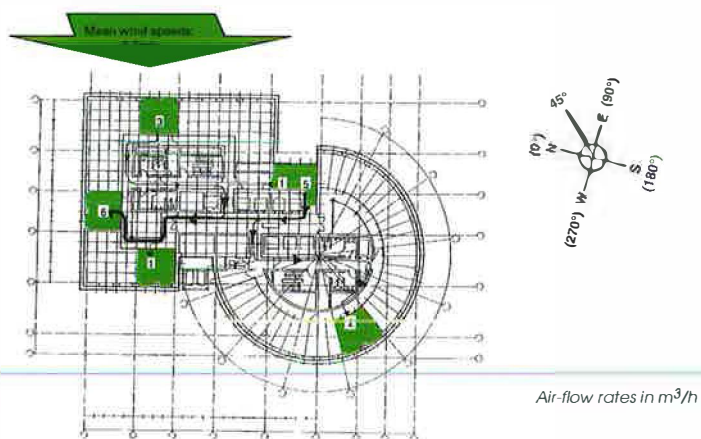 Mean wind speeds:
3
1 5
6
1
4
45°
E (90°)
(0°) N
S (180°)
(270°) W
Air-flow rates in m³/h